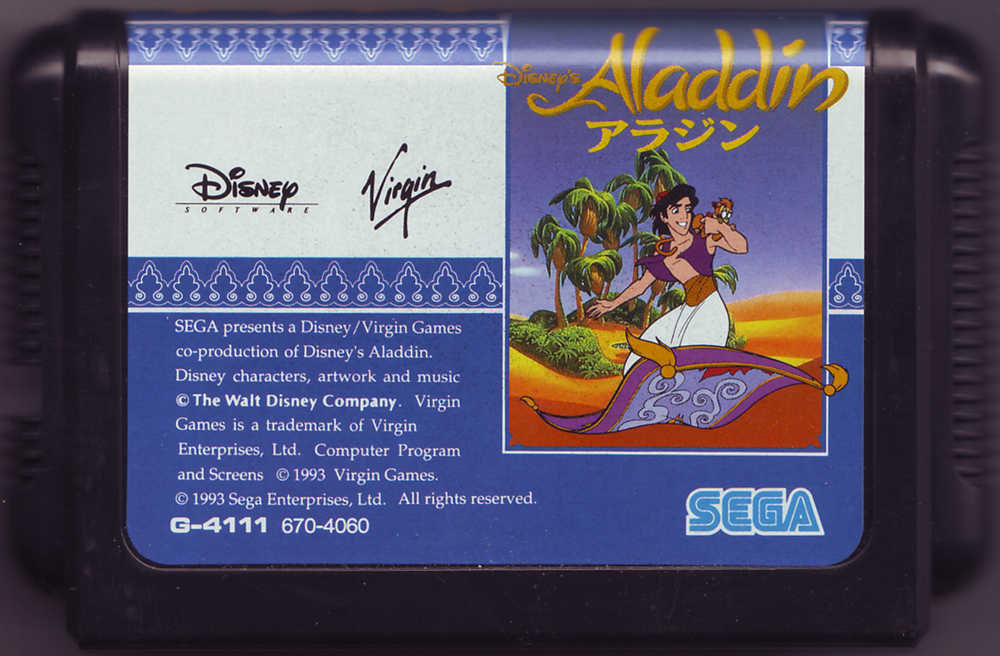 Disney's Aladdin
アラジン
Disney
SOFTWARE
Virgin
SEGA presents a Disney/Virgin Games
co-production of Disney's Aladdin.
Disney characters, artwork and music
© The Walt Disney Company. Virgin
Games is a trademark of Virgin
Enterprises, Ltd. Computer Program
and Screens © 1993 Virgin Games.
© 1993 Sega Enterprises, Ltd. All rights reserved.
G-4111 670-4060
SEGA